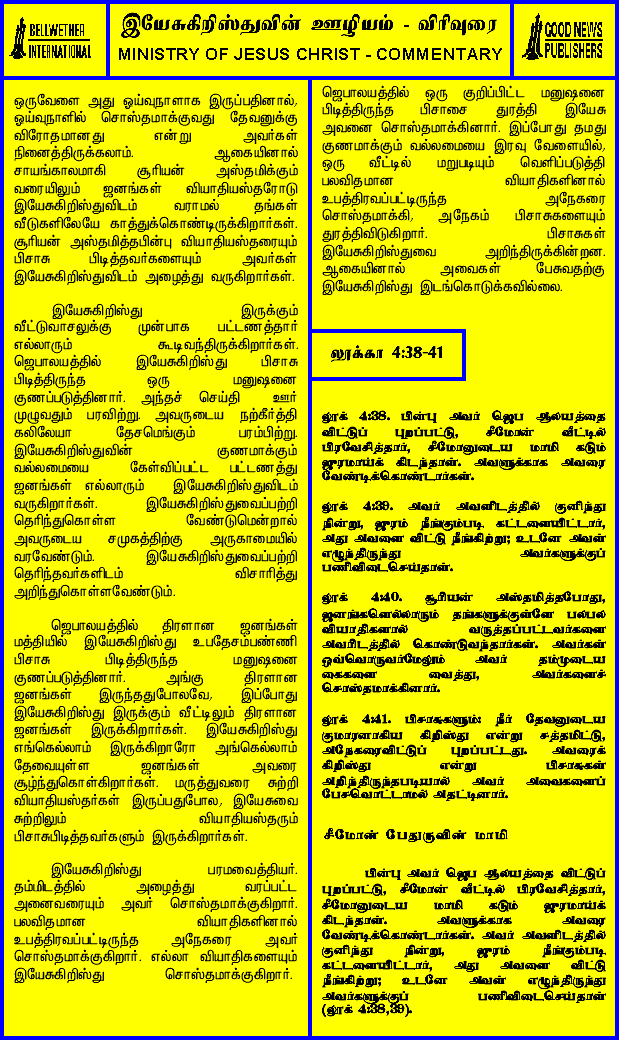 BELLWETHER
INTERNATIONAL
இயேசுகிறிஸ்துவின் ஊழியம் - விரிவுரை
MINISTRY OF JESUS CHRIST - COMMENTARY
GOOD NEWS
PUBLISHERS
ஒருவேளை அது ஓய்வுநாளாக இருப்பதினால்,
ஓய்வுநாளில் சொஸ்தமாக்குவது தேவனுக்கு
விரோதமானது என்று அவர்கள்
நினைத்திருக்கலாம். ஆகையினால்
சாயங்காலமாகி சூரியன் அஸ்தமிக்கும்
வரையிலும் ஜனங்கள் வியாதியஸ்தரோடு
இயேசுகிறிஸ்துவிடம் வராமல் தங்கள்
வீடுகளிலேயே காத்துக்கொண்டிருக்கிறார்கள்.
சூரியன் அஸ்தமித்தபின்பு வியாதியஸ்தரையும்
பிசாசு பிடித்தவர்களையும் அவர்கள்
இயேசுகிறிஸ்துவிடம் அழைத்து வருகிறார்கள்.
இயேசுகிறிஸ்து இருக்கும்
வீட்டுவாசலுக்கு முன்பாக பட்டணத்தார்
எல்லாரும் கூடிவந்திருக்கிறார்கள்.
ஜெபாலயத்தில் இயேசுகிறிஸ்து பிசாசு
பிடித்திருந்த ஒரு மனுஷனை
குணப்படுத்தினார். அந்தச் செய்தி ஊர்
முழுவதும் பரவிற்று. அவருடைய நற்கீர்த்தி
கலிலேயா தேசமெங்கும் பரம்பிற்று.
இயேசுகிறிஸ்துவின் குணமாக்கும்
வல்லமையை கேள்விப்பட்ட பட்டணத்து
ஜனங்கள் எல்லாரும் இயேசுகிறிஸ்துவிடம்
வருகிறார்கள். இயேசுகிறிஸ்துவைப்பற்றி
தெரிந்துகொள்ள வேண்டுமென்றால்
அவருடைய சமுகத்திற்கு அருகாமையில்
வரவேண்டும். இயேசுகிறிஸ்துவைப்பற்றி
தெரிந்தவர்களிடம் விசாரித்து
அறிந்துகொள்ளவேண்டும்.
ஜெபாலயத்தில் திரளான ஜனங்கள்
மத்தியில் இயேசுகிறிஸ்து உபதேசம்பண்ணி
பிசாசு பிடித்திருந்த மனுஷனை
குணப்படுத்தினார். அங்கு திரளான
ஜனங்கள் இருந்ததுபோலவே, இப்போது
இயேசுகிறிஸ்து இருக்கும் வீட்டிலும் திரளான
ஜனங்கள் இருக்கிறார்கள். இயேசுகிறிஸ்து
எங்கெல்லாம் இருக்கிறாரோ அங்கெல்லாம்
தேவையுள்ள ஜனங்கள் அவரை
சூழ்ந்துகொள்கிறார்கள். மருத்துவரை சுற்றி
வியாதியஸ்தர்கள் இருப்பதுபோல, இயேசுவை
சுற்றிலும் வியாதியஸ்தரும்
பிசாசுபிடித்தவர்களும் இருக்கிறார்கள்.
இயேசுகிறிஸ்து பரமவைத்தியர்.
தம்மிடத்தில் அழைத்து வரப்பட்ட
அனைவரையும் அவர் சொஸ்தமாக்குகிறார்.
பலவிதமான வியாதிகளினால்
உபத்திரவப்பட்டிருந்த அநேகரை அவர்
சொஸ்தமாக்குகிறார். எல்லா வியாதிகளையும்
இயேசுகிறிஸ்து சொஸ்தமாக்குகிறார்.
ஜெபாலயத்தில் ஒரு குறிப்பிட்ட மனுஷனை
பிடித்திருந்த பிசாசை துரத்தி இயேசு
அவனை சொஸ்தமாக்கினார். இப்போது தமது
குணமாக்கும் வல்லமையை இரவு வேளையில்,
ஒரு வீட்டில் மறுபடியும் வெளிப்படுத்தி
பலவிதமான வியாதிகளினால்
உபத்திரவப்பட்டிருந்த அநேகரை
சொஸ்தமாக்கி, அநேகம் பிசாசுகளையும்
துரத்திவிடுகிறார். பிசாசுகள்
இயேசுகிறிஸ்துவை அறிந்திருக்கின்றன.
ஆகையினால் அவைகள் பேசுவதற்கு
இயேசுகிறிஸ்து இடங்கொடுக்கவில்லை.
லூக்கா 4:38-41
லூக் 4:38. பின்பு அவர் ஜெப ஆலயத்தை
விட்டுப் புறப்பட்டு, சீமோன் வீட்டில்
பிரவேசித்தார், சீமோனுடைய மாமி கடும்
ஜுரமாய்க் கிடந்தாள். அவளுக்காக அவரை
வேண்டிக்கொண்டார்கள்.
லூக் 4:39. அவர் அவளிடத்தில் குனிந்து
நின்று, ஜுரம் நீங்கும்படி கட்டளையிட்டார்,
அது அவளை விட்டு நீங்கிற்று; உடனே அவள்
எழுந்திருந்து அவர்களுக்குப்
பணிவிடைசெய்தாள்.
லூக் 4:40. சூரியன் அஸ்தமித்தபோது,
ஜனங்களெல்லாரும் தங்களுக்குள்ளே பலபல
வியாதிகளால் வருத்தப்பட்டவர்களை
அவரிடத்தில் கொண்டுவந்தார்கள். அவர்கள்
ஒவ்வொருவர்மேலும் அவர் தம்முடைய
கைகளை வைத்து, அவர்களைச்
சொஸ்தமாக்கினார்.
லூக் 4:41. பிசாசுகளும்: நீர் தேவனுடைய
குமாரனாகிய கிறிஸ்து என்று சத்தமிட்டு,
அநேகரைவிட்டுப் புறப்பட்டது. அவரைக்
கிறிஸ்து என்று பிசாசுகள்
அறிந்திருந்தபடியால் அவர் அவைகளைப்
பேசவொட்டாமல் அதட்டினார்.
சீமோன் பேதுருவின் மாமி
பின்பு அவர் ஜெப ஆலயத்தை விட்டுப்
புறப்பட்டு, சீமோன் வீட்டில் பிரவேசித்தார்,
சீமோனுடைய மாமி கடும் ஜுரமாய்க்
கிடந்தாள். அவளுக்காக அவரை
வேண்டிக்கொண்டார்கள். அவர் அவளிடத்தில்
குனிந்து நின்று, ஜுரம் நீங்கும்படி
கட்டளையிட்டார், அது அவளை விட்டு
நீங்கிற்று; உடனே அவள் எழுந்திருந்து
அவர்களுக்குப் பணிவிடைசெய்தாள்
(லூக் 4:38,39).